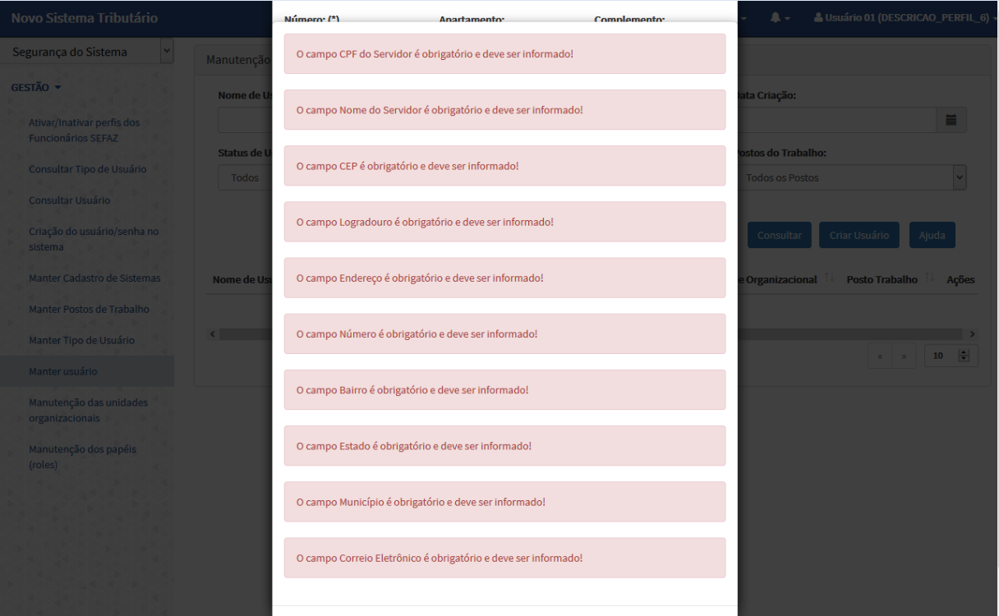 Novo Sistema Tributário
Usuário 01 (DESCRICAO_PERFIL_6)
Segurança do Sistema
GESTÃO
Ativar/Inativar perfis dos
Funcionários SEFAZ
Consultar Tipo de Usuário
Consultar Usuário
Criação do usuário/senha no
sistema
Manter Cadastro de Sistemas
Manter Postos de Trabalho
Manter Tipo de Usuário
Manter usuário
Manutenção das unidades
organizacionais
Manutenção dos papéis
(roles)
Manutenção
Nome de Us
Data Criação:
Status de U
Postos do Trabalho:
Todos
Todos os Postos
Consultar
Criar Usuário
Ajuda
Nome de Usu
e Organizacional
Posto Trabalho
Ações
«
»
10
Número: (*)
Apartamento:
Complemento:
O campo CPF do Servidor é obrigatório e deve ser informado!
O campo Nome do Servidor é obrigatório e deve ser informado!
O campo CEP é obrigatório e deve ser informado!
O campo Logradouro é obrigatório e deve ser informado!
O campo Endereço é obrigatório e deve ser informado!
O campo Número é obrigatório e deve ser informado!
O campo Bairro é obrigatório e deve ser informado!
O campo Estado é obrigatório e deve ser informado!
O campo Município é obrigatório e deve ser informado!
O campo Correio Eletrônico é obrigatório e deve ser informado!